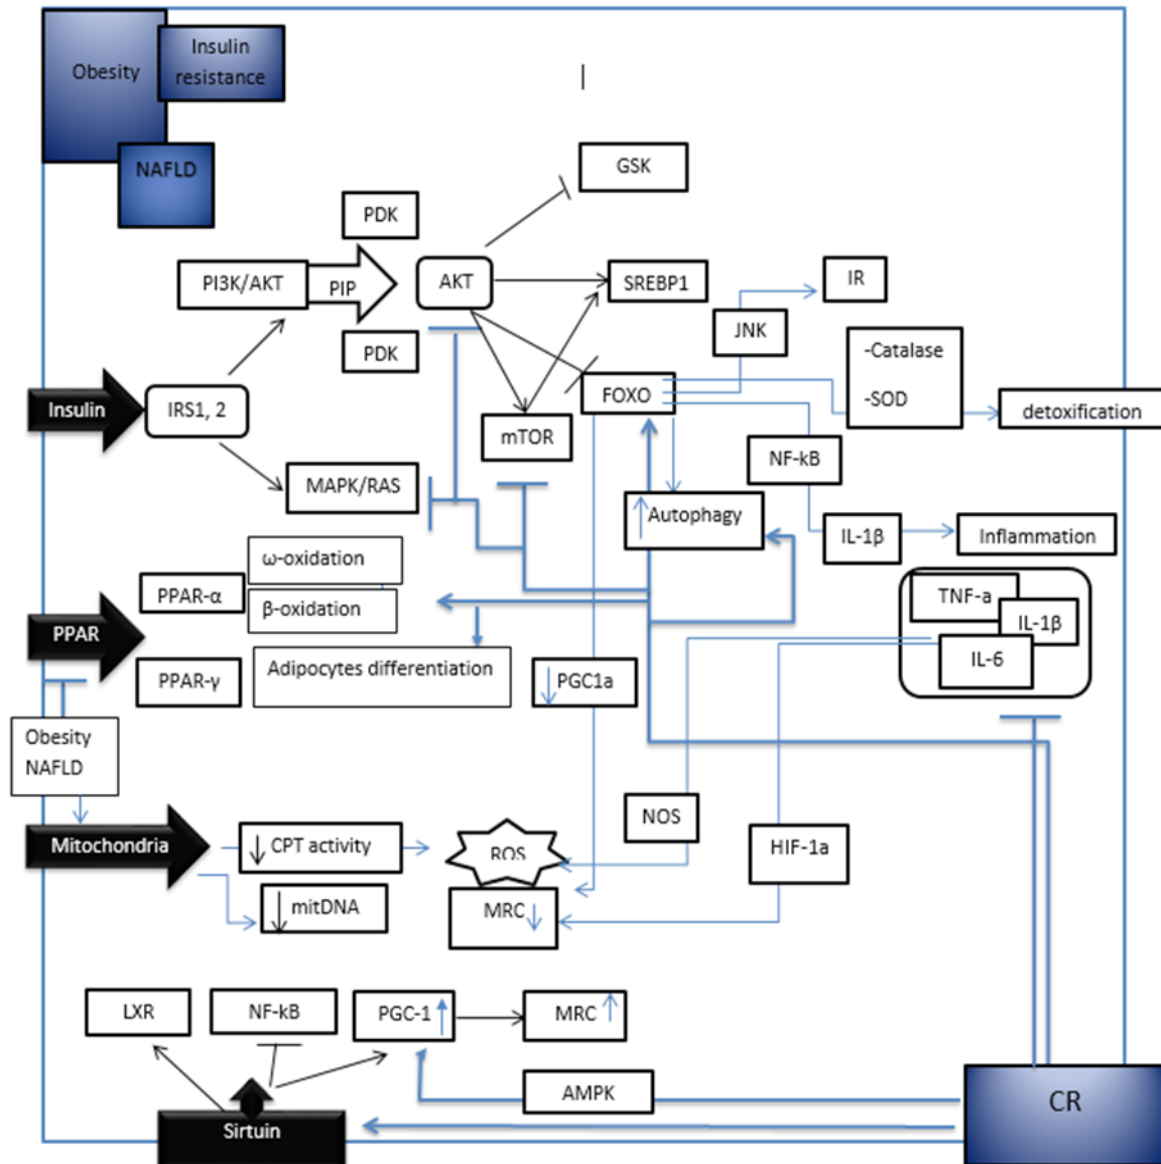 Obesity
Insulin
resistance
NAFLD
GSK
PDK
PI3K/AKT
PIP
AKT
SREBP1
IR
JNK
PDK
-Catalase
-SOD
FOXO
detoxification
Insulin
IRS1, 2
mTOR
NF-kB
MAPK/RAS
Autophagy
IL-1β
Inflammation
ω-oxidation
PPAR-α
β-oxidation
TNF-a
IL-1β
IL-6
PPAR
PPAR-γ
Adipocytes differentiation
PGC1a
Obesity
NAFLD
NOS
Mitochondria
CPT activity
ROS
HIF-1a
mitDNA
MRC
LXR
NF-kB
PGC-1
MRC
AMPK
CR
Sirtuin